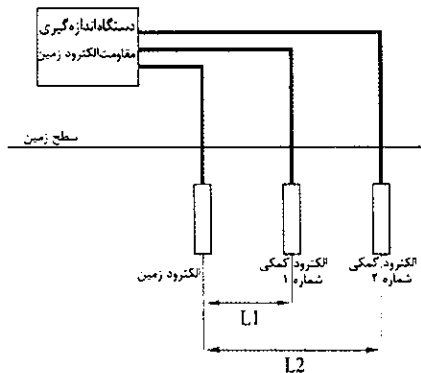 دستگاه اندازه گیری
مقاومت الکترود زمین
سطح زمین
الکترود زمین
الکترود کمکی
شماره ۱
الکترود کمکی
شماره ۲
L1
L2